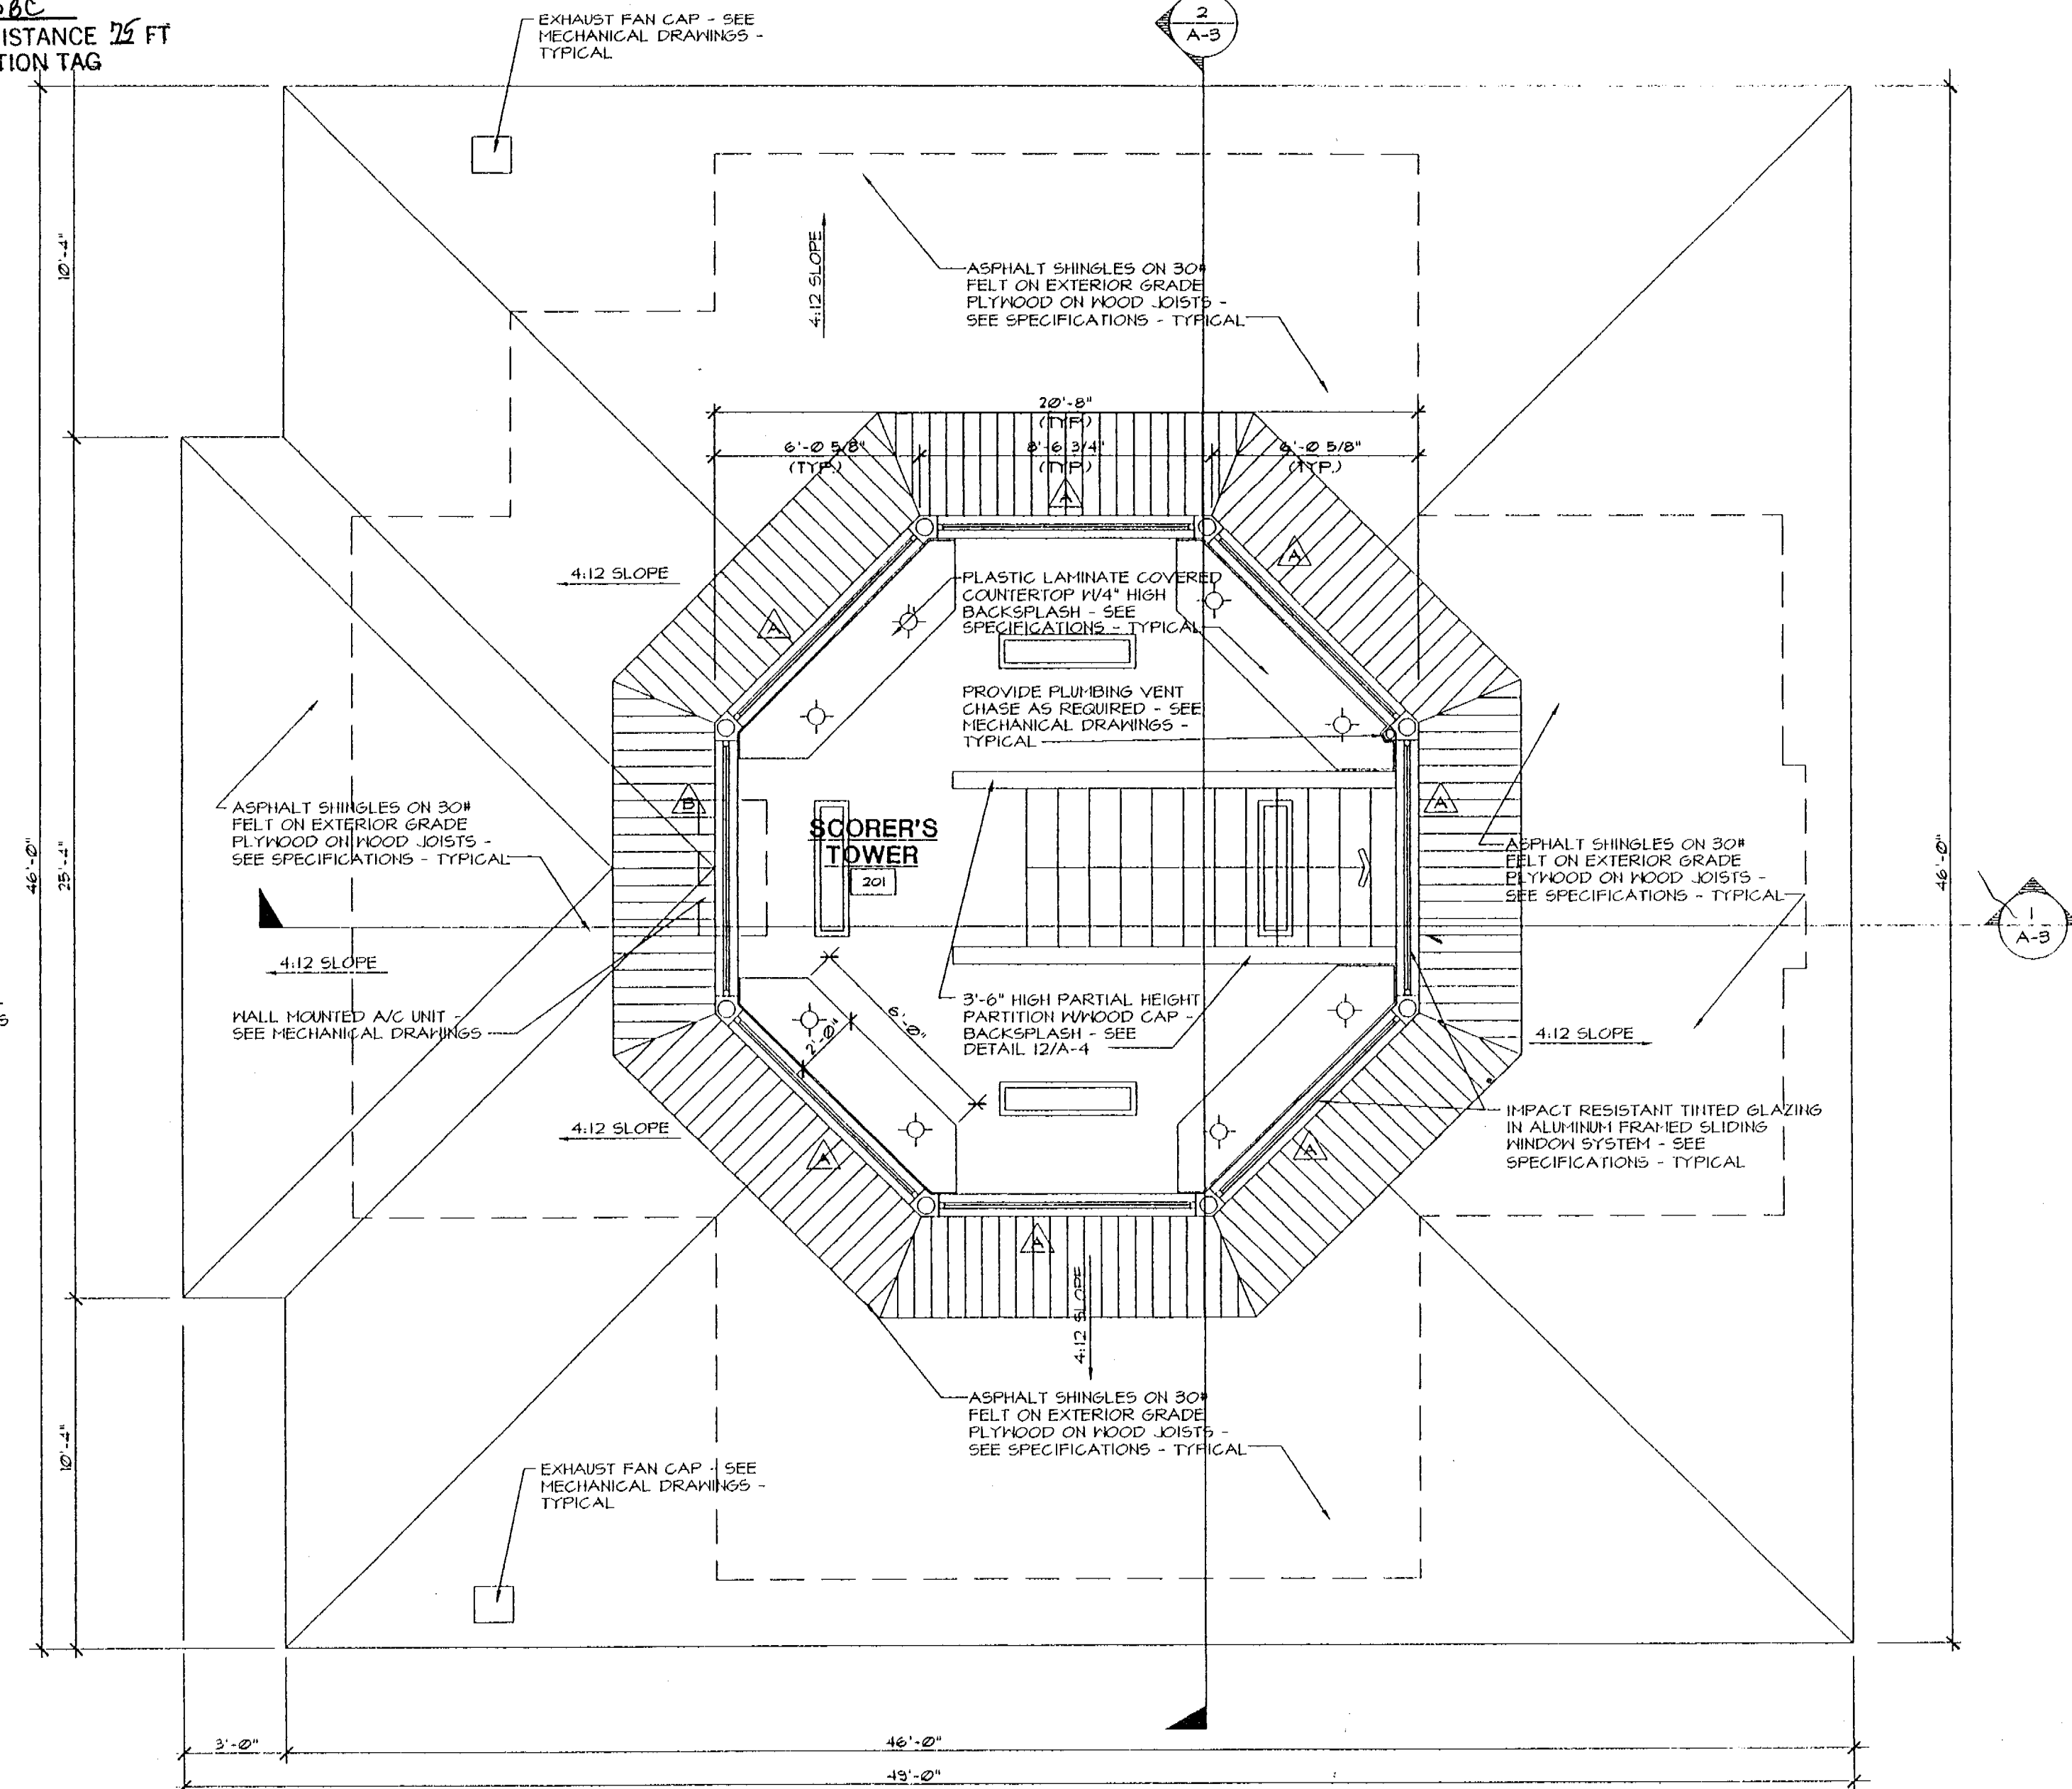 SBC
ISTANCE 75 FT
TION TAG
EXHAUST FAN CAP - SEE
MECHANICAL DRAWINGS -
TYPICAL
2
A-3
10'-4"
4:12 SLOPE
ASPHALT SHINGLES ON 30#
FELT ON EXTERIOR GRADE
PLYWOOD ON WOOD JOISTS -
SEE SPECIFICATIONS - TYPICAL
20'-8"
(TYP.)
6'-0 5/8"
(TYP.)
8'-6 3/4"
(TYP.)
6'-0 5/8"
(TYP.)
A
A
4:12 SLOPE
PLASTIC LAMINATE COVERED
COUNTERTOP W/4" HIGH
BACKSPLASH - SEE
SPECIFICATIONS - TYPICAL
A
PROVIDE PLUMBING VENT
CHASE AS REQUIRED - SEE
MECHANICAL DRAWINGS -
TYPICAL
B
A
ASPHALT SHINGLES ON 30#
FELT ON EXTERIOR GRADE
PLYWOOD ON WOOD JOISTS -
SEE SPECIFICATIONS - TYPICAL
SCORER'S
TOWER
201
ASPHALT SHINGLES ON 30#
FELT ON EXTERIOR GRADE
PLYWOOD ON WOOD JOISTS -
SEE SPECIFICATIONS - TYPICAL
46'-0"
25'-4"
46'-0"
1
A-3
4:12 SLOPE
WALL MOUNTED A/C UNIT -
SEE MECHANICAL DRAWINGS
S
6'-0"
2'-0"
3'-6" HIGH PARTIAL HEIGHT
PARTITION W/WOOD CAP -
BACKSPLASH - SEE
DETAIL 12/A-4
4:12 SLOPE
4:12 SLOPE
A
A
IMPACT RESISTANT TINTED GLAZING
IN ALUMINUM FRAMED SLIDING
WINDOW SYSTEM - SEE
SPECIFICATIONS - TYPICAL
A
4:12 SLOPE
ASPHALT SHINGLES ON 30#
FELT ON EXTERIOR GRADE
PLYWOOD ON WOOD JOISTS -
SEE SPECIFICATIONS - TYPICAL
10'-4"
EXHAUST FAN CAP - SEE
MECHANICAL DRAWINGS -
TYPICAL
3'-0"
46'-0"
49'-0"